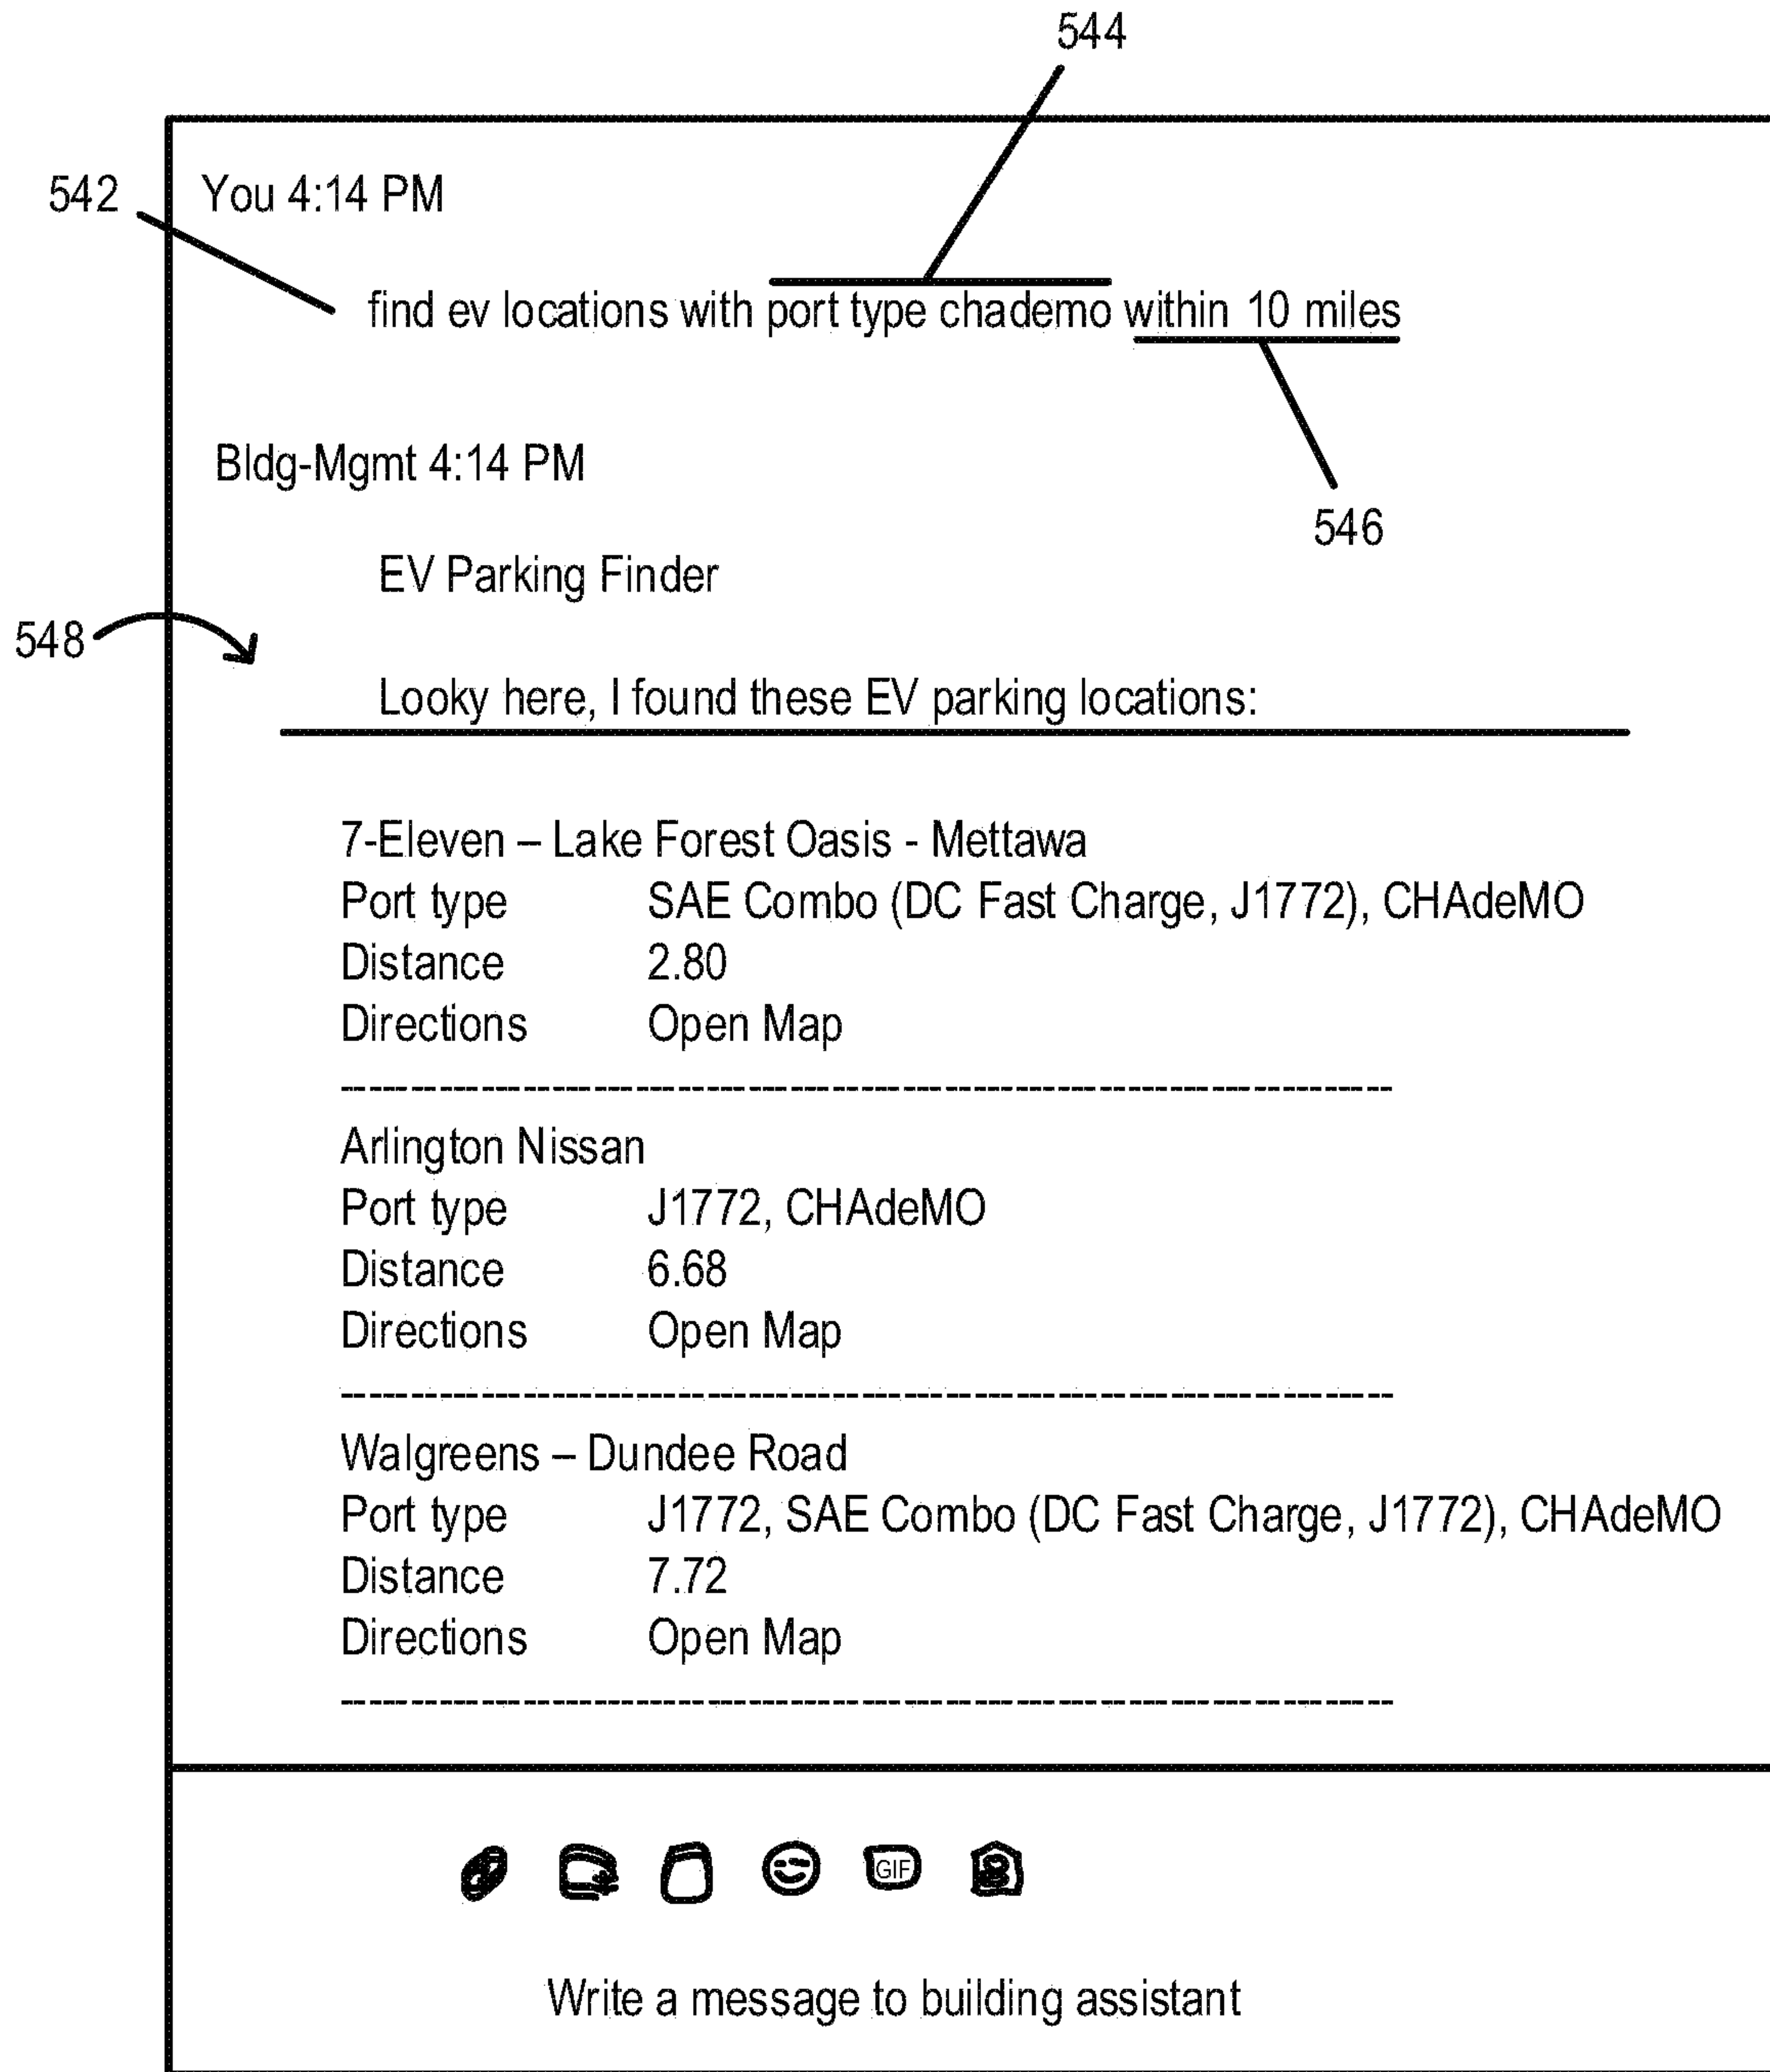 544
542
You 4:14 PM
find ev locations with port type chademo within 10 miles
Bldg-Mgmt 4:14 PM
546
EV Parking Finder
548
Looky here, I found these EV parking locations:
7-Eleven – Lake Forest Oasis - Mettawa
Port type SAE Combo (DC Fast Charge, J1772), CHAdeMO
Distance 2.80
Directions Open Map
Arlington Nissan
Port type J1772, CHAdeMO
Distance 6.68
Directions Open Map
Walgreens – Dundee Road
Port type J1772, SAE Combo (DC Fast Charge, J1772), CHAdeMO
Distance 7.72
Directions Open Map
GIF
Write a message to building assistant